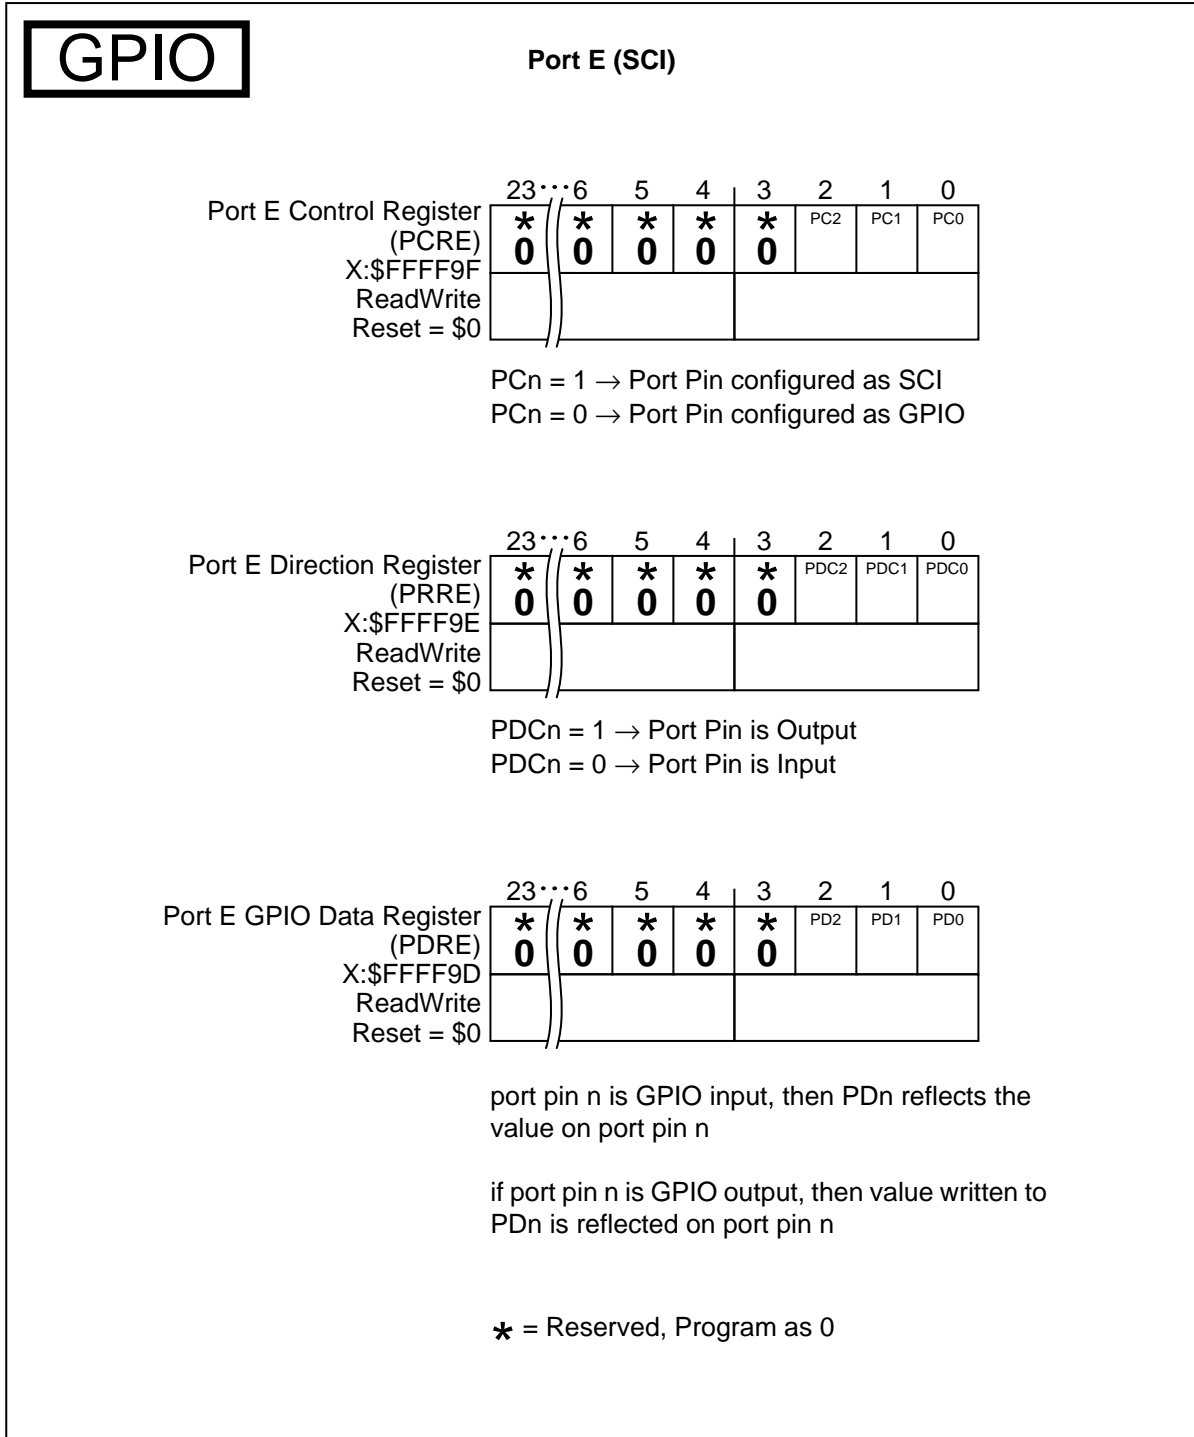 GPIO
Port E (SCI)
23···6 5 4 3 2 1 0
Port E Control Register
(PCRE)
X:$FFFF9F
ReadWrite
Reset = $0
* * * * * PC2 PC1 PC0
0 0 0 0 0
PCn = 1 → Port Pin configured as SCI
PCn = 0 → Port Pin configured as GPIO
23···6 5 4 3 2 1 0
Port E Direction Register
(PRRE)
X:$FFFF9E
ReadWrite
Reset = $0
* * * * * PDC2 PDC1 PDC0
0 0 0 0 0
PDCn = 1 → Port Pin is Output
PDCn = 0 → Port Pin is Input
23···6 5 4 3 2 1 0
Port E GPIO Data Register
(PDRE)
X:$FFFF9D
ReadWrite
Reset = $0
* * * * * PD2 PD1 PD0
0 0 0 0 0
port pin n is GPIO input, then PDn reflects the
value on port pin n
if port pin n is GPIO output, then value written to
PDn is reflected on port pin n
* = Reserved, Program as 0